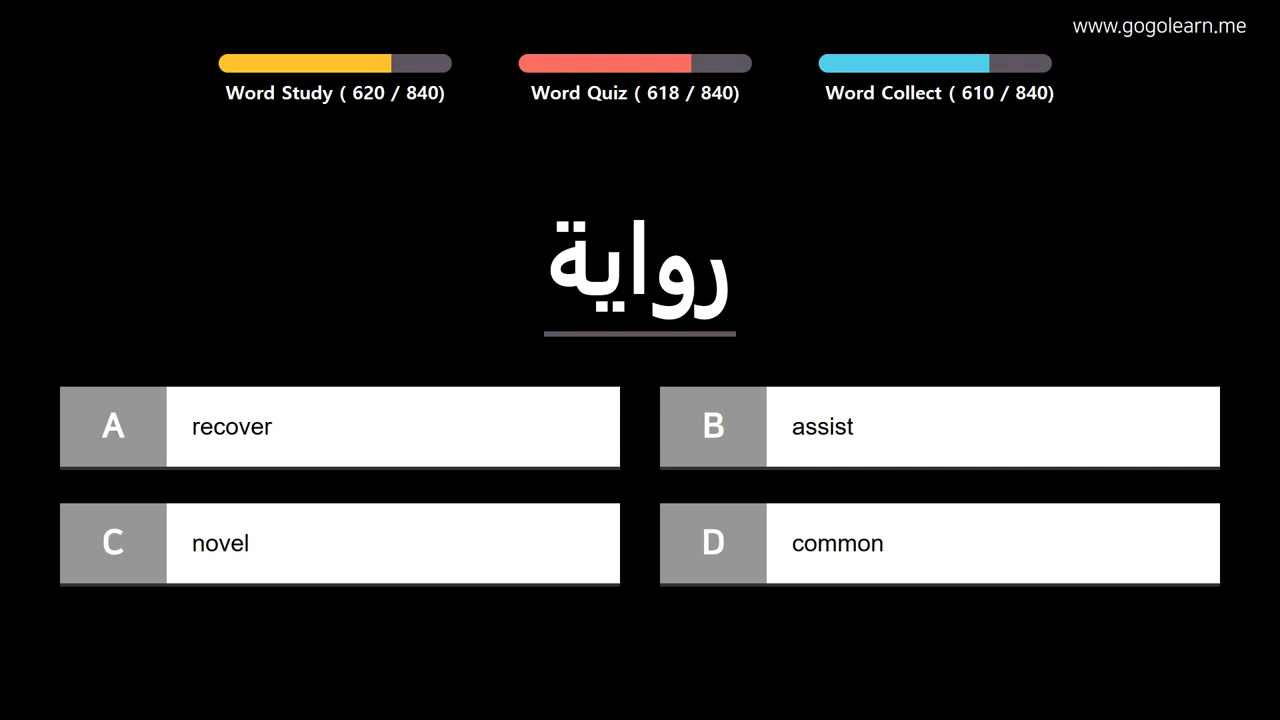 www.gogolearn.me
Word Study ( 620 / 840)
Word Quiz ( 618 / 840)
Word Collect ( 610 / 840)
رواية
A recover
B assist
C novel
D common